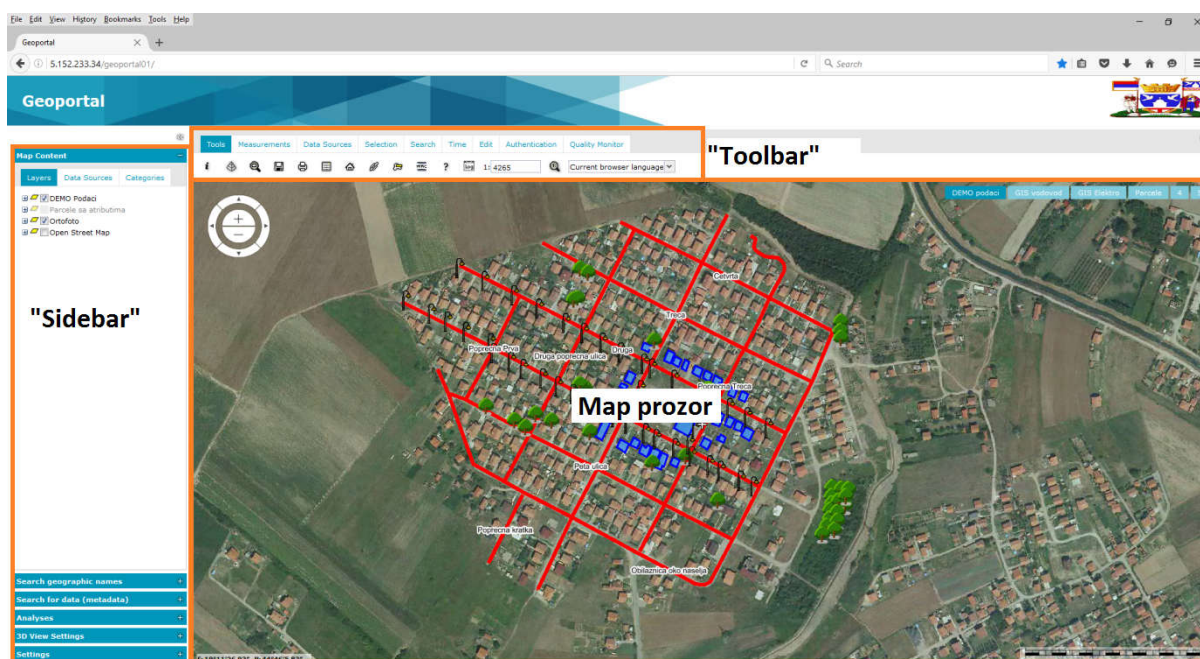 File Edit View History Bookmarks Tools Help
Geoportal
5.152.233.34/geoportal01/
Search
Geoportal
Tools Measurements Data Sources Selection Search Time Edit Authentication Quality Monitor
"Toolbar"
Map Content
i ? 1: 4265 Current browser language
Layers Data Sources Categories
DEMO podaci GIS vodovod GIS Elektro Parcele 4
DEMO Podaci
Parcele sa atributima
Ortofoto
Open Street Map
"Sidebar"
Cetvrta
Treca
Poprecna Prva
Druga poprecna ulica
Druga
Poprecna Treca
Map prozor
Peta ulica
Poprecna kratka
Obilaznica oko naselja
Search geographic names
Search for data (metadata)
Analyses
3D View Settings
Settings